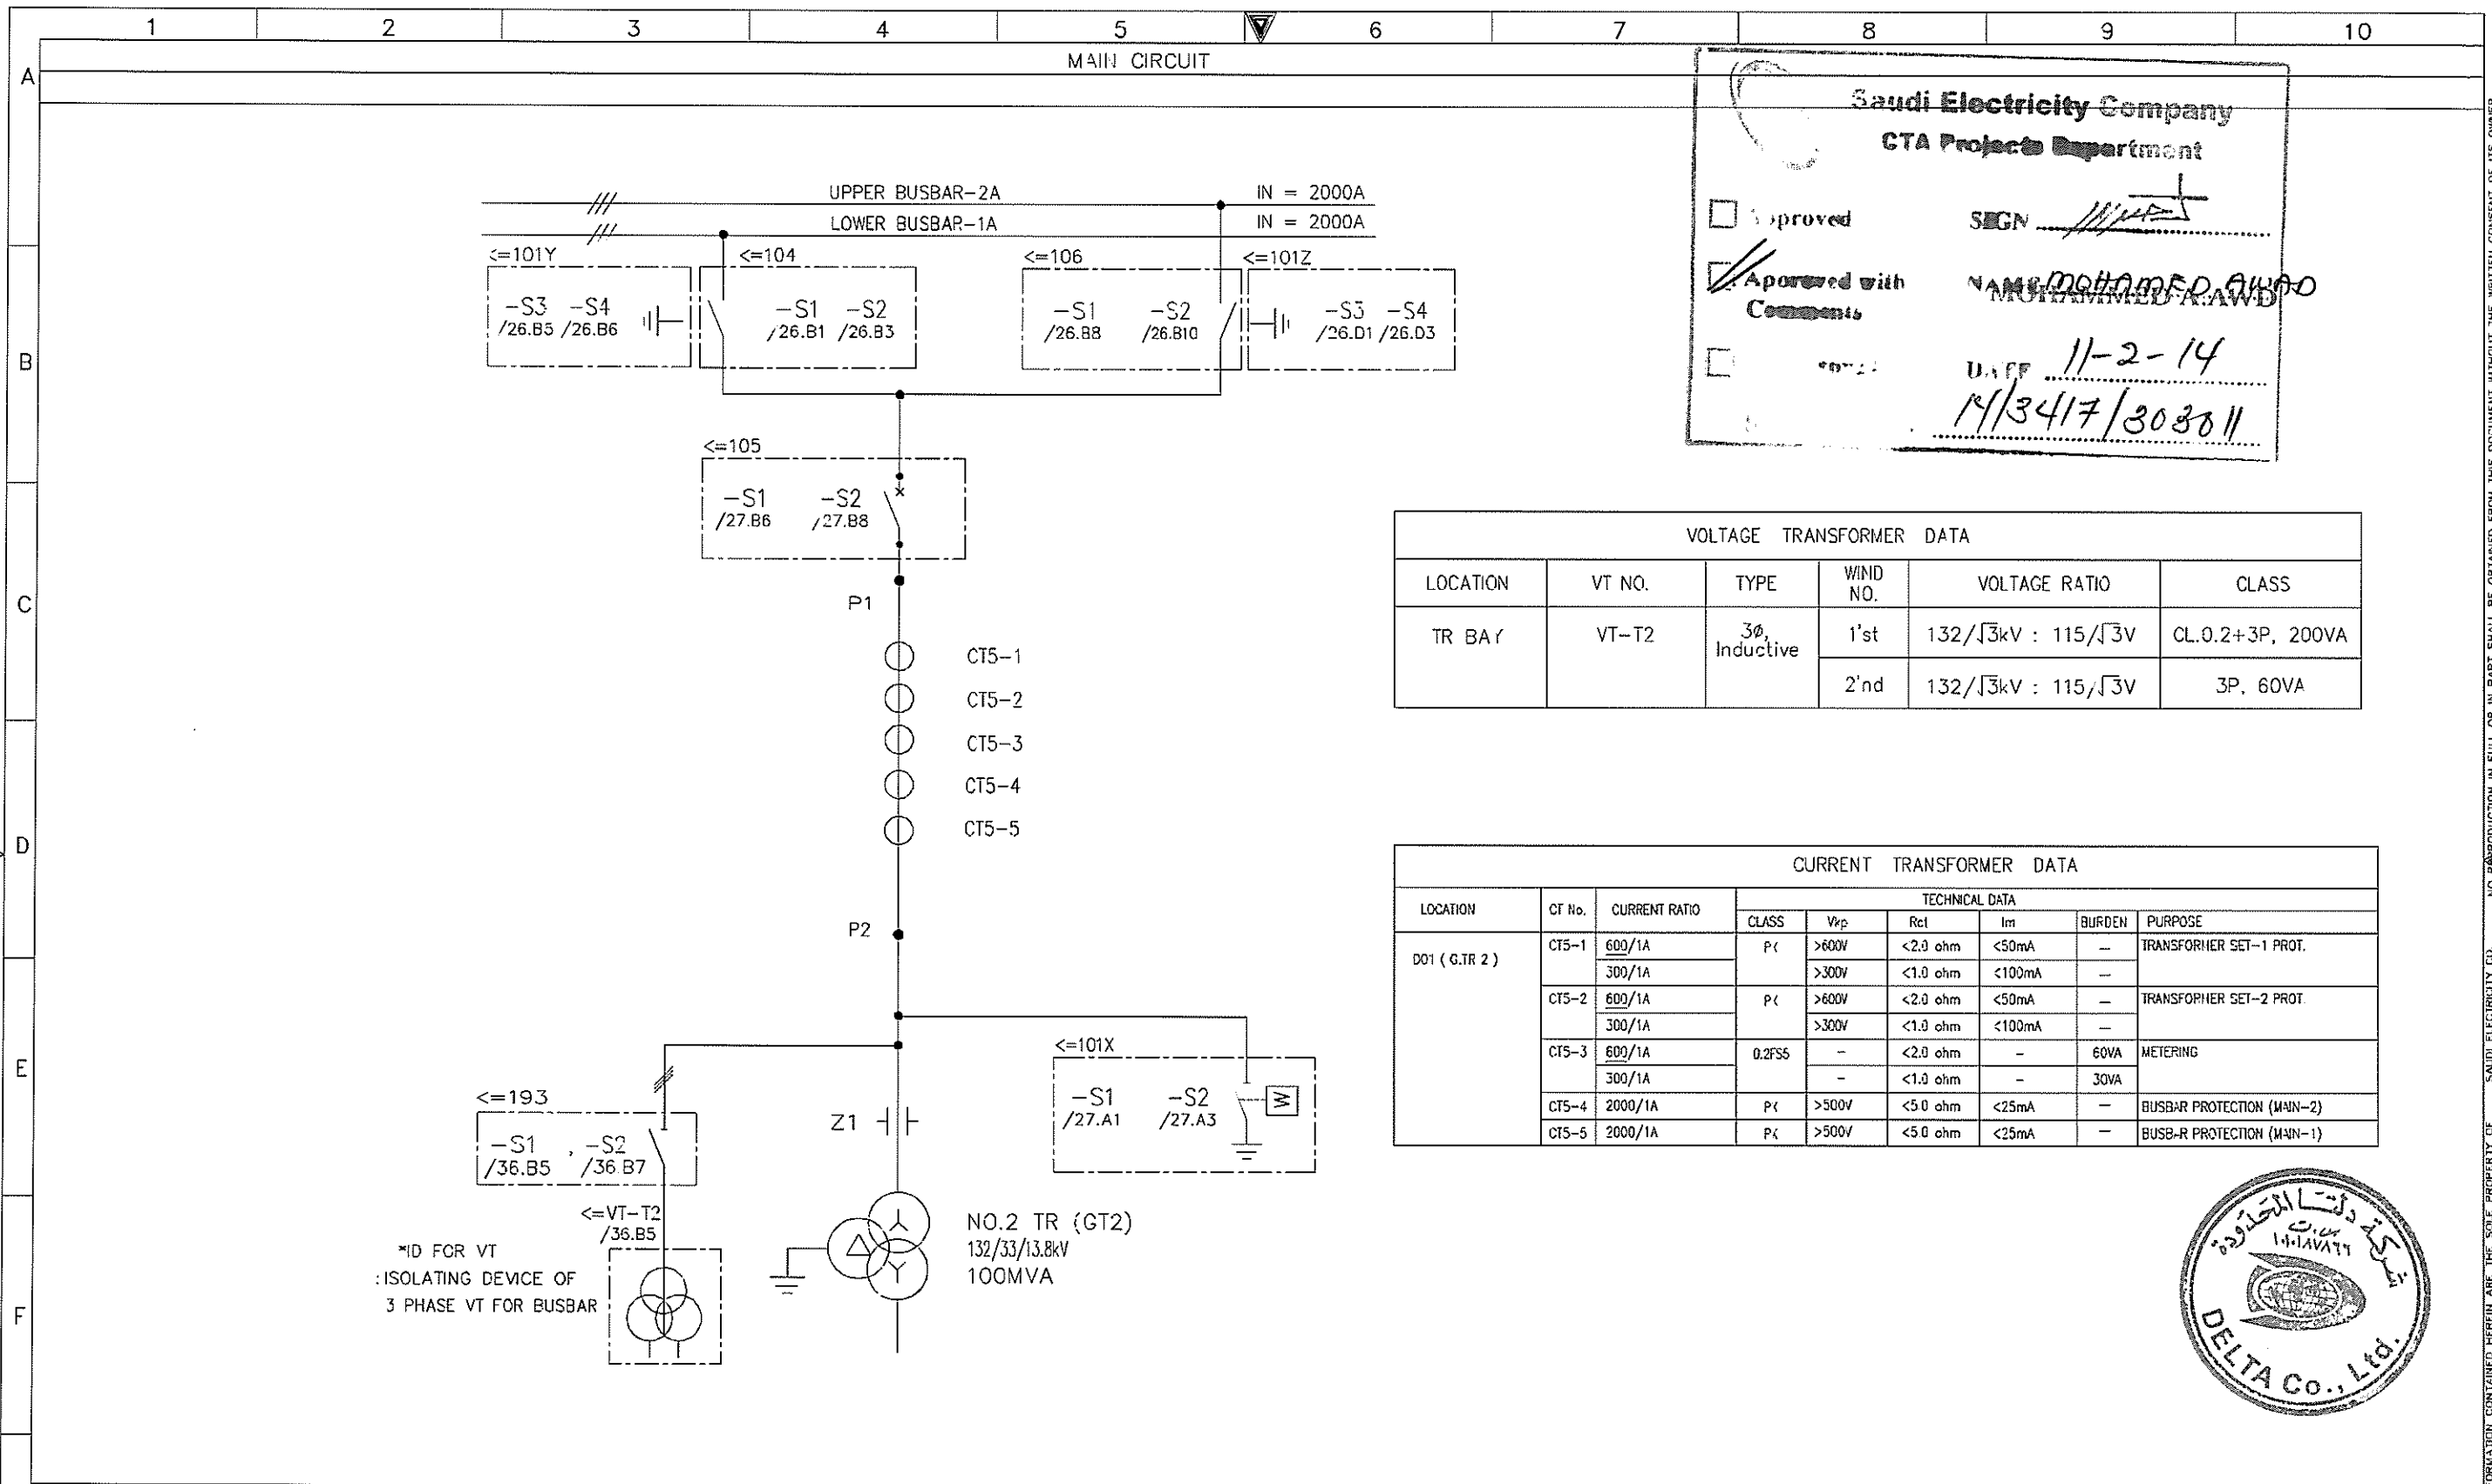 1 2 3 4 5 6 7 8 9 10
A
B
C
D
E
F
MAIN CIRCUIT
Saudi Electricity Company
CTA Projects Department
Approved
SIGN
Approved with
Comments
NAME MOHAMED AWAD
MOHAMMED A. AWD
DATE 11-2-14
UPPER BUSBAR-2A IN = 2000A
LOWER BUSBAR-1A IN = 2000A
<=101Y
-S3 -S4
/26.B5 /26.B6
<=104
-S1 -S2
/26.B1 /26.B3
<=106
-S1 -S2
/26.B8 /26.B10
<=101Z
-S3 -S4
/26.D1 /26.D3
<=105
-S1 -S2
/27.B6 /27.B8
P1
CT5-1
CT5-2
CT5-3
CT5-4
CT5-5
P2
<=193
-S1 , -S2
/36.B5 /36.B7
Z1
<=101X
-S1 -S2
/27.A1 /27.A3
W
<=VT-T2
/36.B5
*ID FOR VT
:ISOLATING DEVICE OF
3 PHASE VT FOR BUSBAR
NO.2 TR (GT2)
132/33/13.8kV
100MVA
VOLTAGE TRANSFORMER DATA
LOCATION VT NO. TYPE WIND NO. VOLTAGE RATIO CLASS
TR BAY VT-T2 3ø, Inductive 1'st 132/√3kV : 115/√3V CL.0.2+3P, 200VA
2'nd 132/√3kV : 115/√3V 3P, 60VA
CURRENT TRANSFORMER DATA
LOCATION CT No. CURRENT RATIO TECHNICAL DATA
CLASS Vkp Rct Im BURDEN PURPOSE
D01 ( G.TR 2 ) CT5-1 600/1A PX >600V <2.0 ohm <50mA - TRANSFORMER SET-1 PROT.
300/1A >300V <1.0 ohm <100mA -
CT5-2 600/1A PX >600V <2.0 ohm <50mA - TRANSFORMER SET-2 PROT.
300/1A >300V <1.0 ohm <100mA -
CT5-3 600/1A 0.2FS5 - <2.0 ohm - 60VA METERING
300/1A - <1.0 ohm - 30VA
CT5-4 2000/1A PX >500V <5.0 ohm <25mA - BUSBAR PROTECTION (MAIN-2)
CT5-5 2000/1A PX >500V <5.0 ohm <25mA - BUSBAR PROTECTION (MAIN-1)
شركة دلتا المحدودة
س.ت
١٠١٠١٨٧٨٦٦
DELTA Co., Ltd.